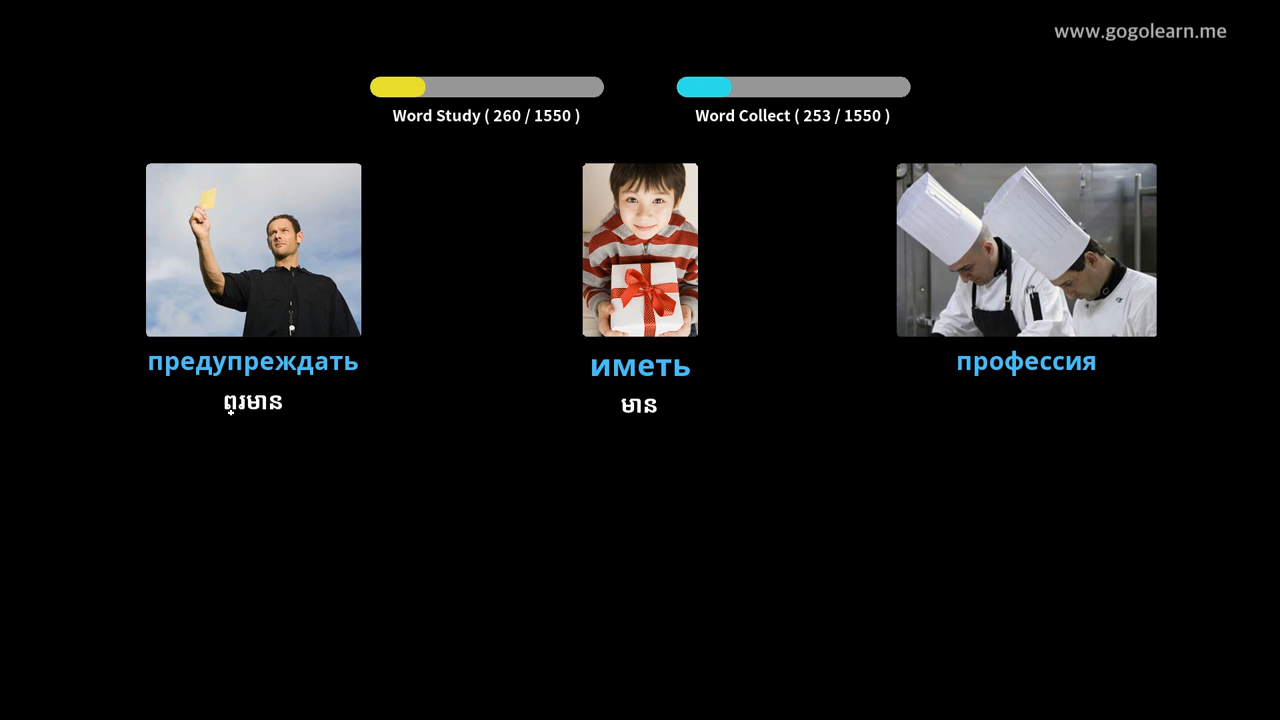 www.gogolearn.me
Word Study ( 260 / 1550 )
Word Collect ( 253 / 1550 )
предупреждать
иметь
профессия
ព្រមាន
មាន